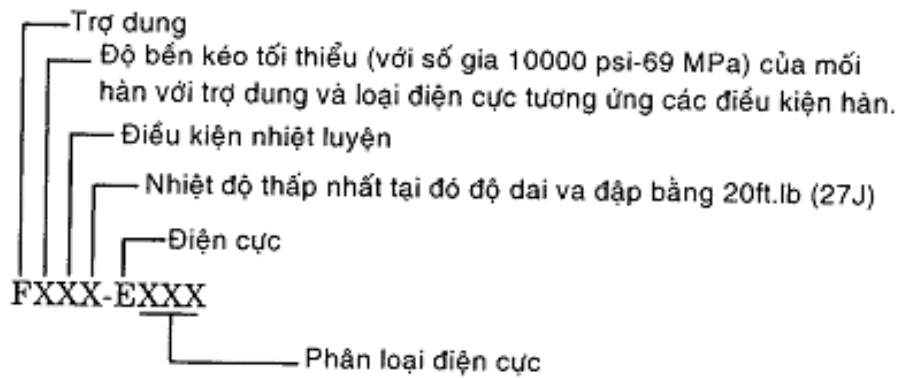 Trợ dung
Độ bền kéo tối thiểu (với số gia 10000 psi-69 MPa) của mối
hàn với trợ dung và loại điện cực tương ứng các điều kiện hàn.
Điều kiện nhiệt luyện
Nhiệt độ thấp nhất tại đó độ dai va đập bằng 20ft.lb (27J)
Điện cực
FXXX-EXXX
Phân loại điện cực